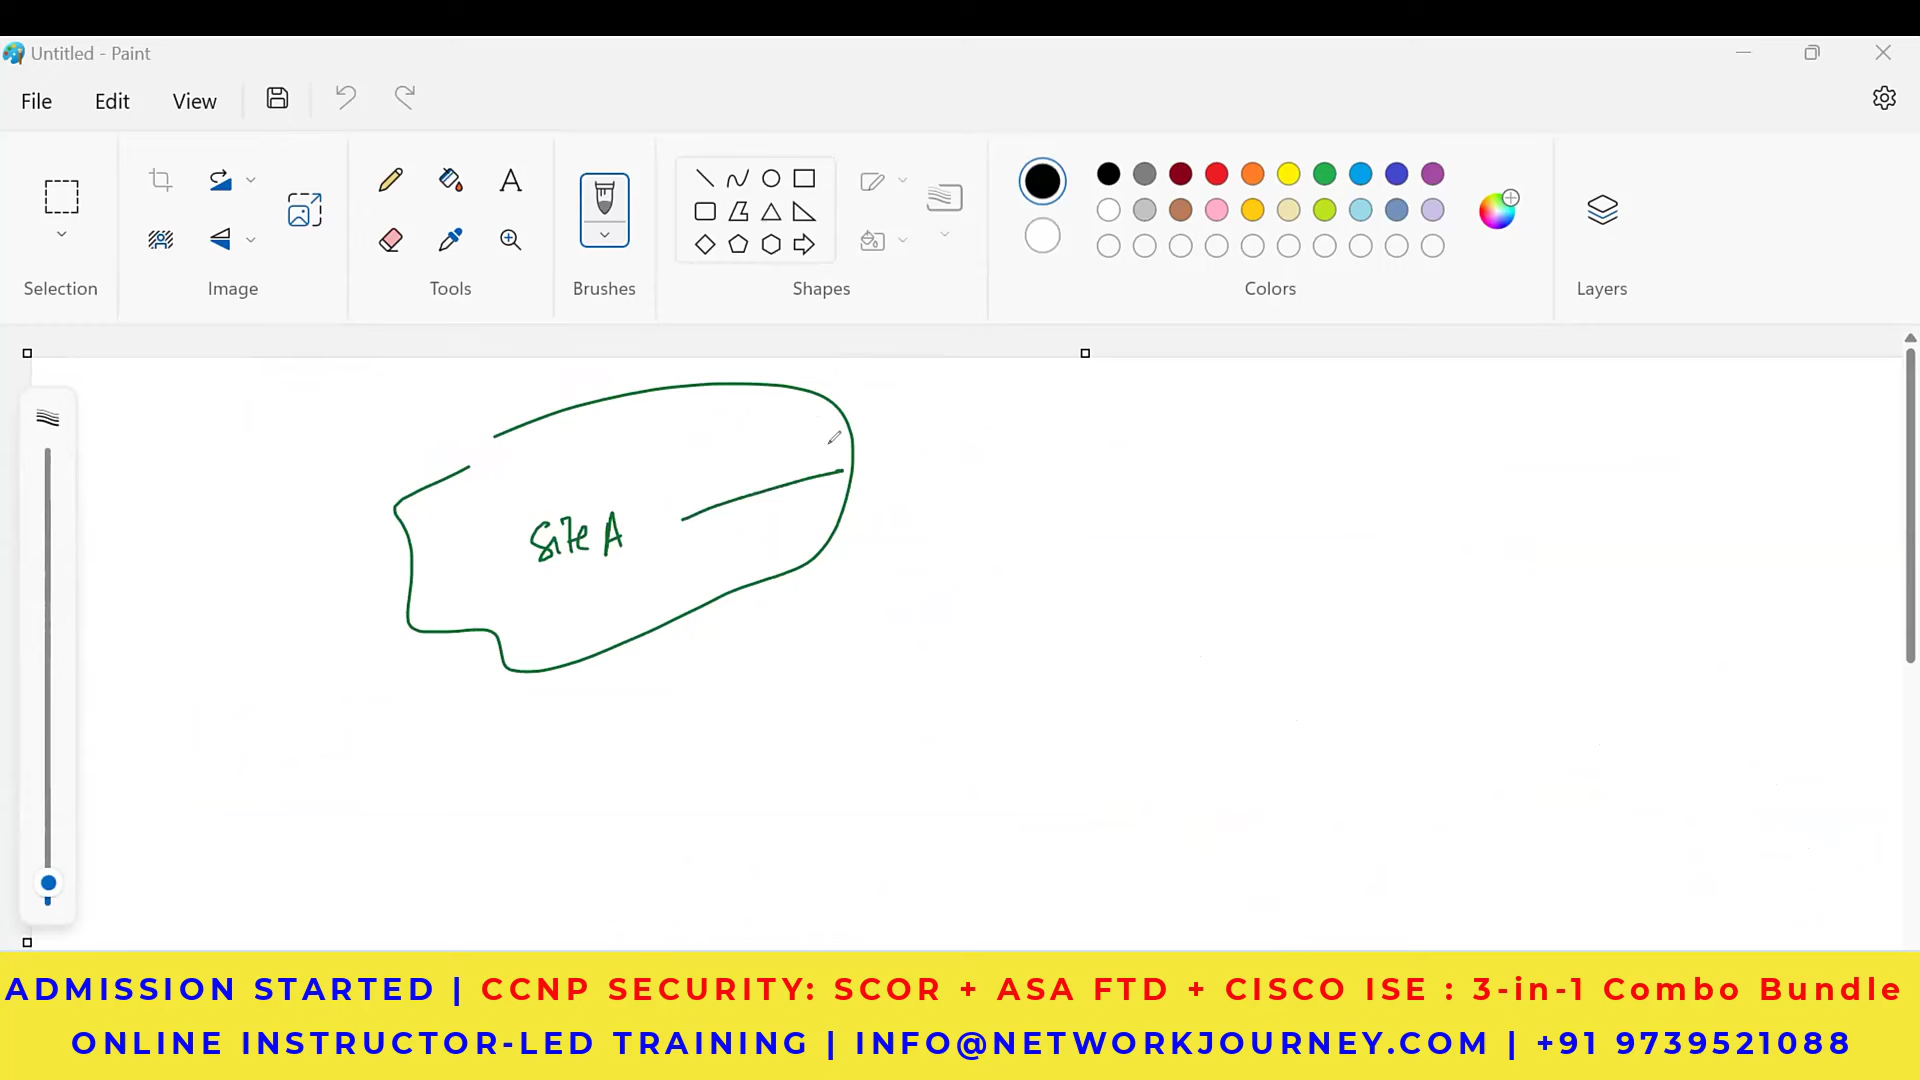 Untitled - Paint
File Edit View
Selection Image Tools Brushes Shapes Colors Layers
Site A
ADMISSION STARTED | CCNP SECURITY: SCOR + ASA FTD + CISCO ISE : 3-in-1 Combo Bundle
ONLINE INSTRUCTOR-LED TRAINING | INFO@NETWORKJOURNEY.COM | +91 9739521088